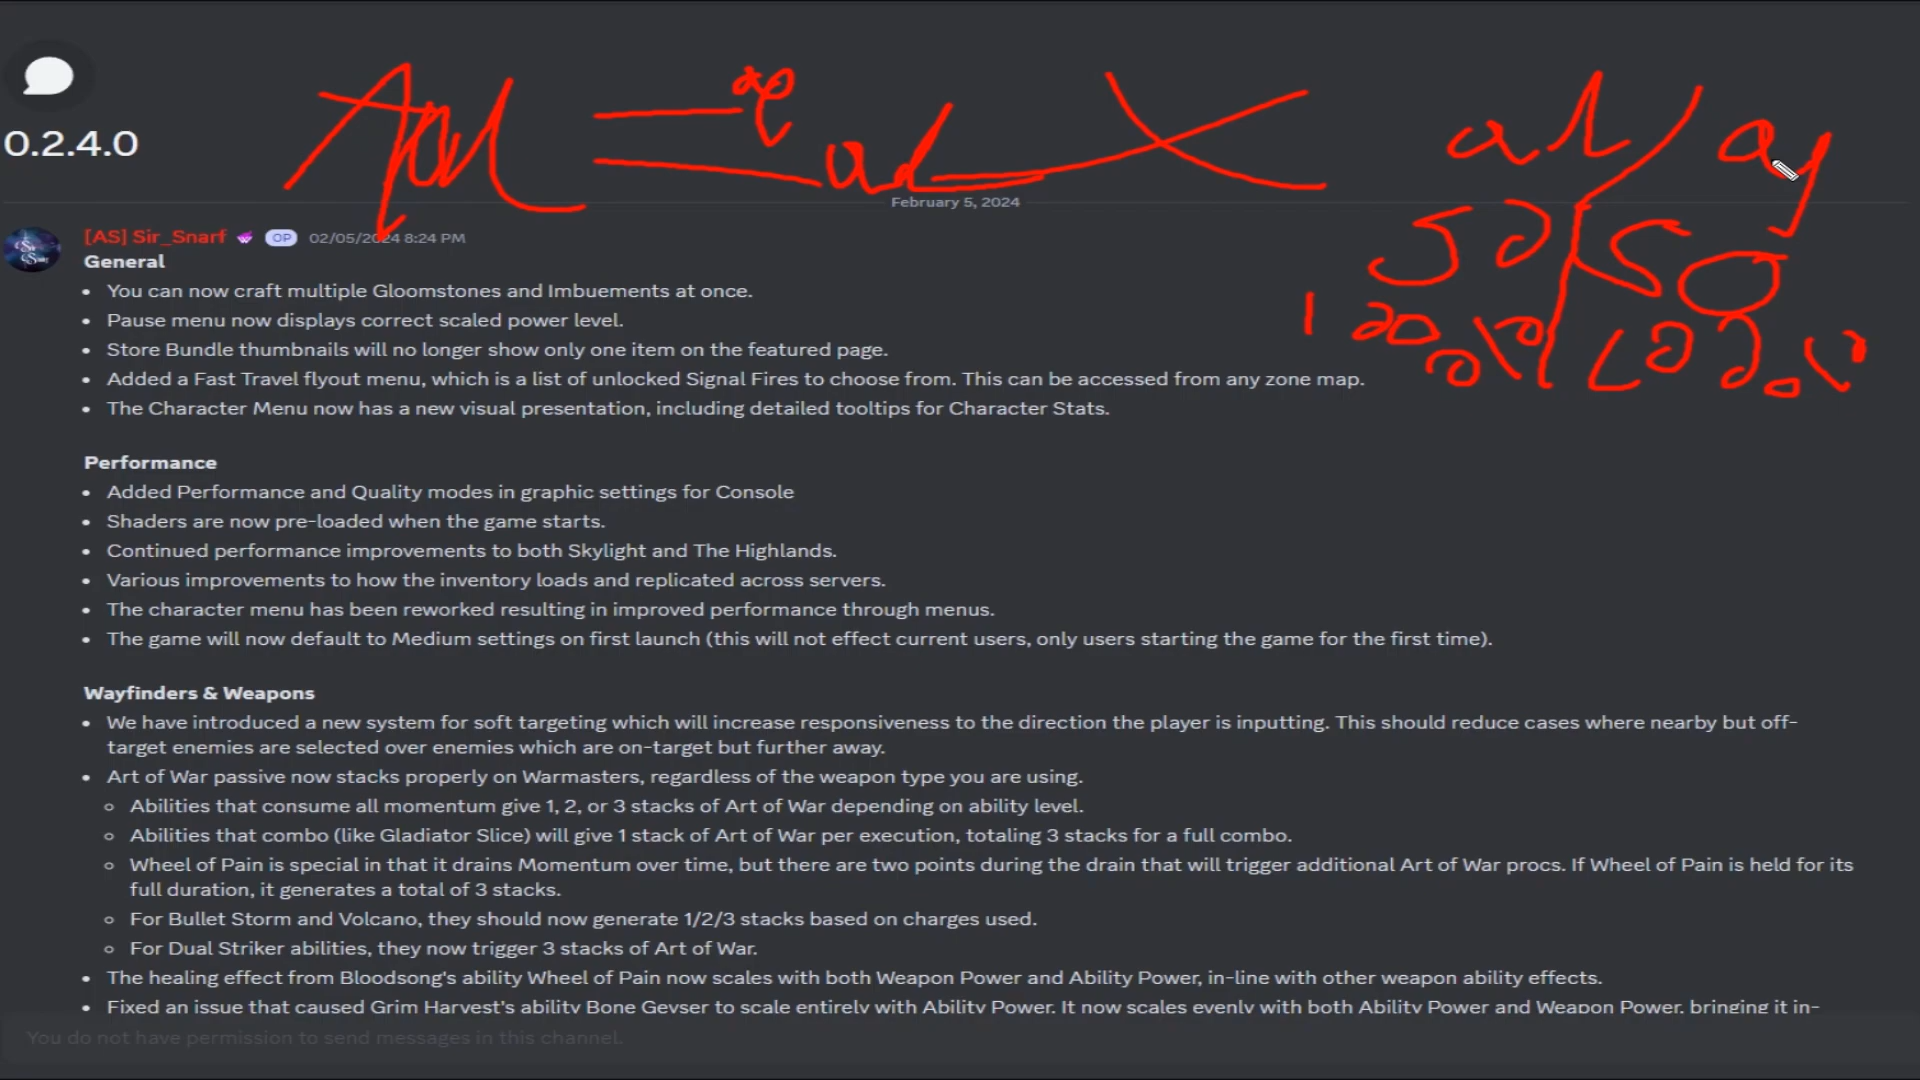 0.2.4.0
February 5, 2024
[AS] Sir_Snarf OP 02/05/2024 8:24 PM
General
• You can now craft multiple Gloomstones and Imbuements at once.
• Pause menu now displays correct scaled power level.
• Store Bundle thumbnails will no longer show only one item on the featured page.
• Added a Fast Travel flyout menu, which is a list of unlocked Signal Fires to choose from. This can be accessed from any zone map.
• The Character Menu now has a new visual presentation, including detailed tooltips for Character Stats.
Performance
• Added Performance and Quality modes in graphic settings for Console
• Shaders are now pre-loaded when the game starts.
• Continued performance improvements to both Skylight and The Highlands.
• Various improvements to how the inventory loads and replicated across servers.
• The character menu has been reworked resulting in improved performance through menus.
• The game will now default to Medium settings on first launch (this will not effect current users, only users starting the game for the first time).
Wayfinders & Weapons
• We have introduced a new system for soft targeting which will increase responsiveness to the direction the player is inputting. This should reduce cases where nearby but off-
target enemies are selected over enemies which are on-target but further away.
• Art of War passive now stacks properly on Warmasters, regardless of the weapon type you are using.
◦ Abilities that consume all momentum give 1, 2, or 3 stacks of Art of War depending on ability level.
◦ Abilities that combo (like Gladiator Slice) will give 1 stack of Art of War per execution, totaling 3 stacks for a full combo.
◦ Wheel of Pain is special in that it drains Momentum over time, but there are two points during the drain that will trigger additional Art of War procs. If Wheel of Pain is held for its
full duration, it generates a total of 3 stacks.
◦ For Bullet Storm and Volcano, they should now generate 1/2/3 stacks based on charges used.
◦ For Dual Striker abilities, they now trigger 3 stacks of Art of War.
• The healing effect from Bloodsong's ability Wheel of Pain now scales with both Weapon Power and Ability Power, in-line with other weapon ability effects.
• Fixed an issue that caused Grim Harvest's ability Bone Geyser to scale entirely with Ability Power. It now scales evenly with both Ability Power and Weapon Power, bringing it in-
You do not have permission to send messages in this channel.
50/50